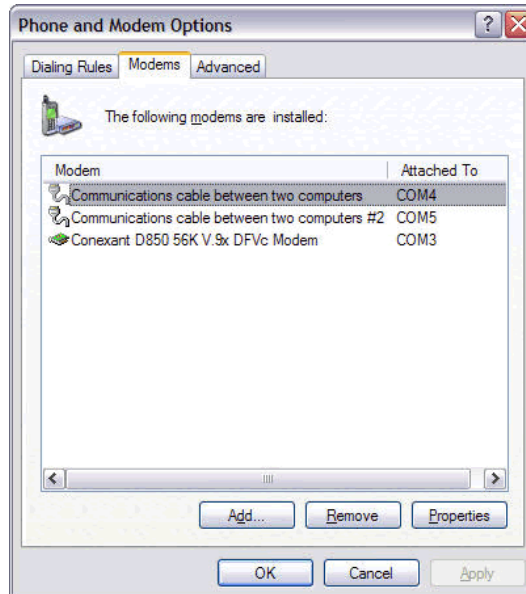 Phone and Modem Options
Dialing Rules Modems Advanced
The following modems are installed:
Modem Attached To
Communications cable between two computers COM4
Communications cable between two computers #2 COM5
Conexant D850 56K V.9x DFVc Modem COM3
Add... Remove Properties
OK Cancel Apply